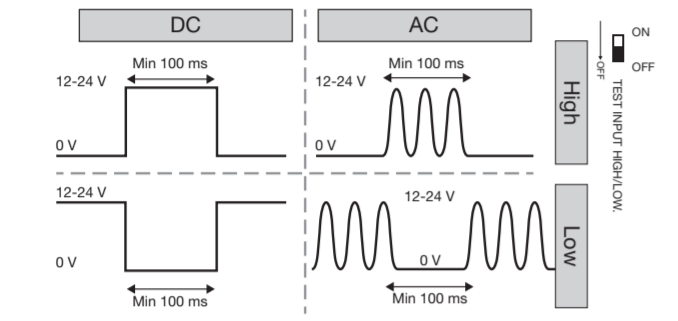 DC
AC
Min 100 ms
12-24 V
0 V
Min 100 ms
12-24 V
0 V
High
ON
OFF
OFF
TEST INPUT HIGH/LOW.
12-24 V
0 V
Min 100 ms
12-24 V
0 V
Min 100 ms
Low